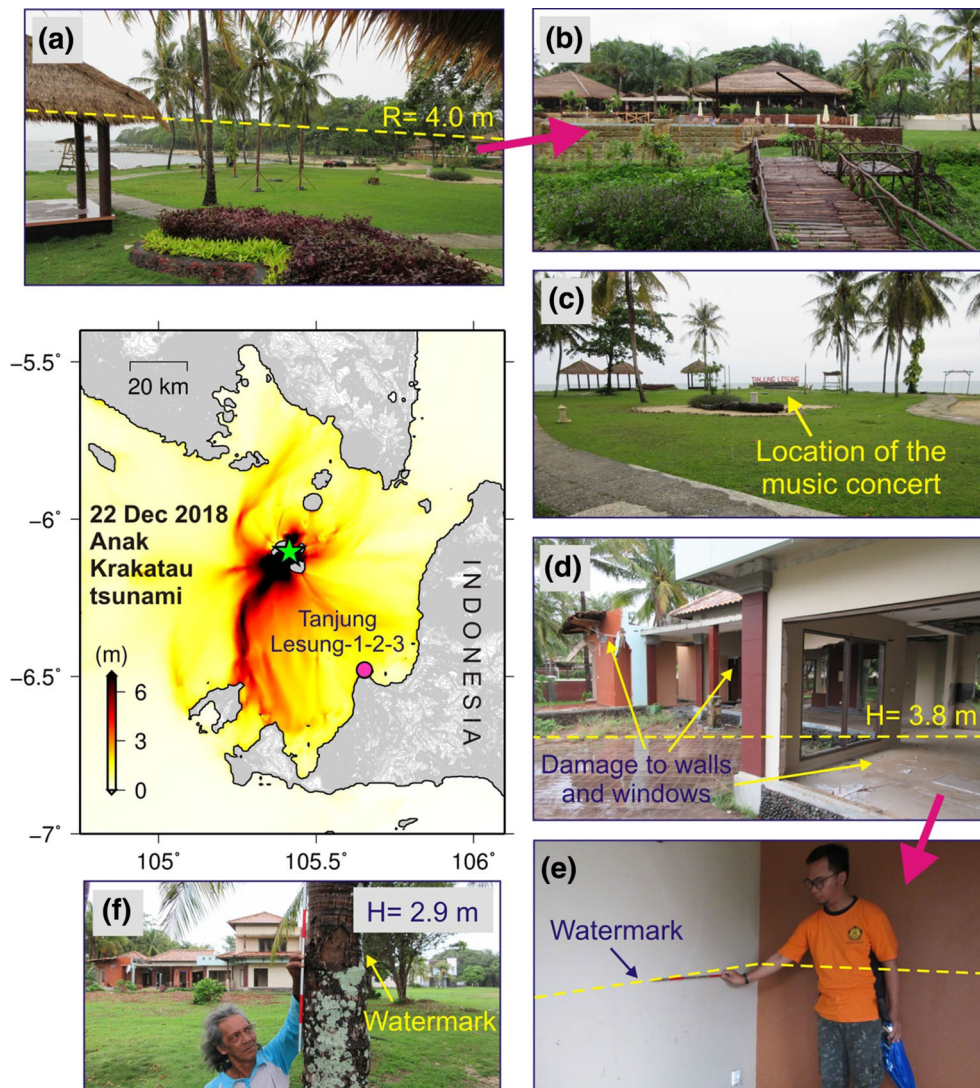 (a)
R= 4.0 m
(b)
(c)
TANJUNG LESUNG
Location of the
music concert
-5.5°
-6°
-6.5°
-7°
20 km
22 Dec 2018
Anak
Krakatau
tsunami
Tanjung
Lesung-1-2-3
INDONESIA
(m)
6
3
0
105°
105.5°
106°
(d)
H= 3.8 m
Damage to walls
and windows
(e)
Watermark
(f)
H= 2.9 m
Watermark